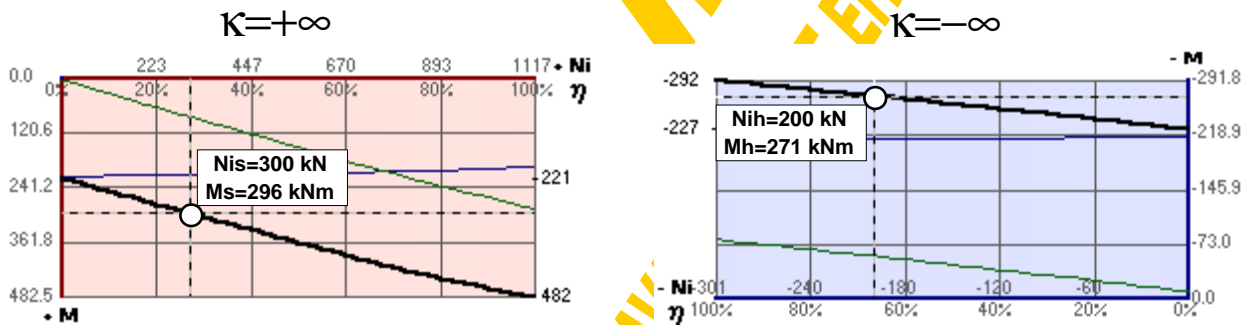 κ=+∞
223 447 670 893 1117 + Ni
0.0
0% 20% 40% 60% 80% 100% η
120.6
241.2
361.8
482.5
+ M
-221
482
Nis=300 kN
Ms=296 kNm
κ=−∞
- M
-292
-227
-291.8
-218.9
-145.9
-73.0
0.0
Nih=200 kN
Mh=271 kNm
- Ni -301 -240 -180 -120 -60
η 100% 80% 60% 40% 20% 0%